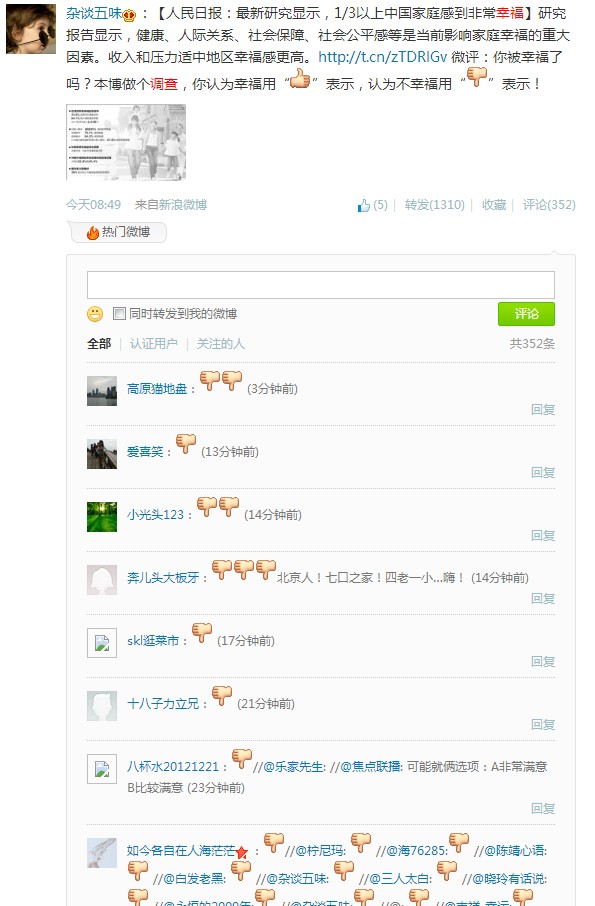 杂谈五味：【人民日报：最新研究显示，1/3以上中国家庭感到非常幸福】研究
报告显示，健康、人际关系、社会保障、社会公平感等是当前影响家庭幸福的重大
因素。收入和压力适中地区幸福感更高。http://t.cn/zTDRIGv 微评：你被幸福了
吗？本博做个调查，你认为幸福用“”表示，认为不幸福用“”表示！
今天08:49 来自新浪微博 (5) | 转发(1310) | 收藏 | 评论(352)
热门微博
同时转发到我的微博 评论
全部 | 认证用户 | 关注的人 共352条
高原猫地盘： (3分钟前)
回复
爱喜笑： (13分钟前)
回复
小光头123： (14分钟前)
回复
奔儿头大板牙： 北京人！七口之家！四老一小...嗨！ (14分钟前)
回复
skl逛菜市： (17分钟前)
回复
十八子力立兄： (21分钟前)
回复
八杯水20121221： //@乐家先生: //@焦点联播: 可能就俩选项：A非常满意
B比较满意 (23分钟前)
回复
如今各自在人海茫茫： //@柠尼玛: //@海76285: //@陈靖心语:
//@白发老黑: //@杂谈五味: //@三人太白: //@晓玲有话说: